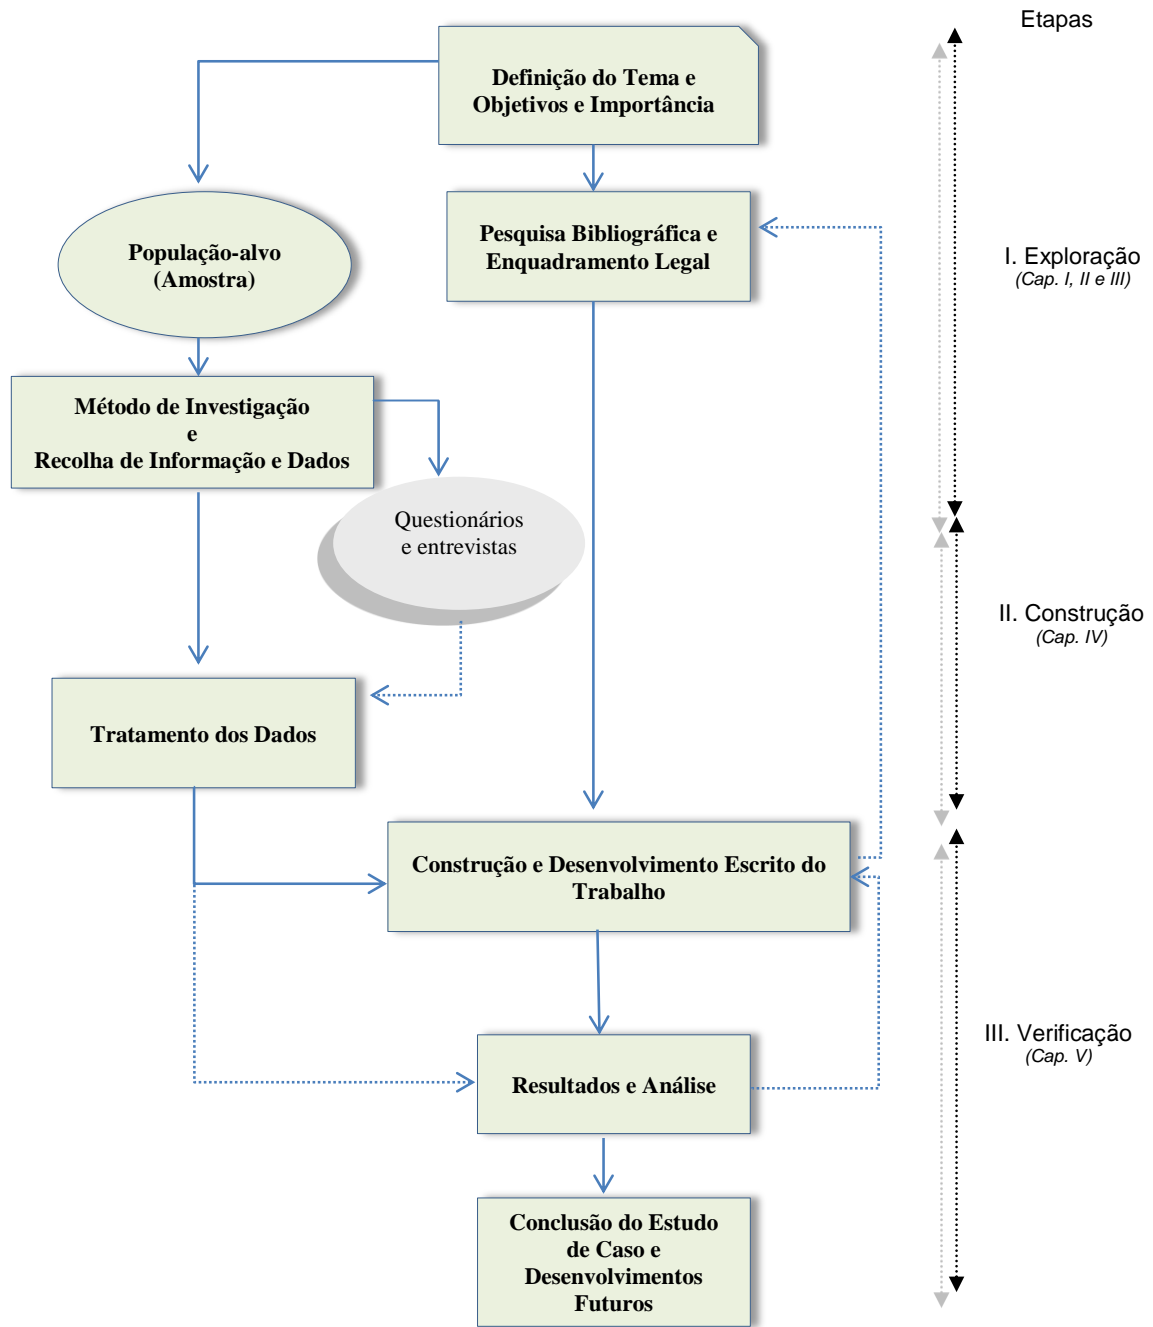 Etapas
Definição do Tema e
Objetivos e Importância
Pesquisa Bibliográfica e
Enquadramento Legal
População-alvo
(Amostra)
I. Exploração
(Cap. I, II e III)
Método de Investigação
e
Recolha de Informação e Dados
Questionários
e entrevistas
II. Construção
(Cap. IV)
Tratamento dos Dados
Construção e Desenvolvimento Escrito do
Trabalho
III. Verificação
(Cap. V)
Resultados e Análise
Conclusão do Estudo
de Caso e
Desenvolvimentos
Futuros